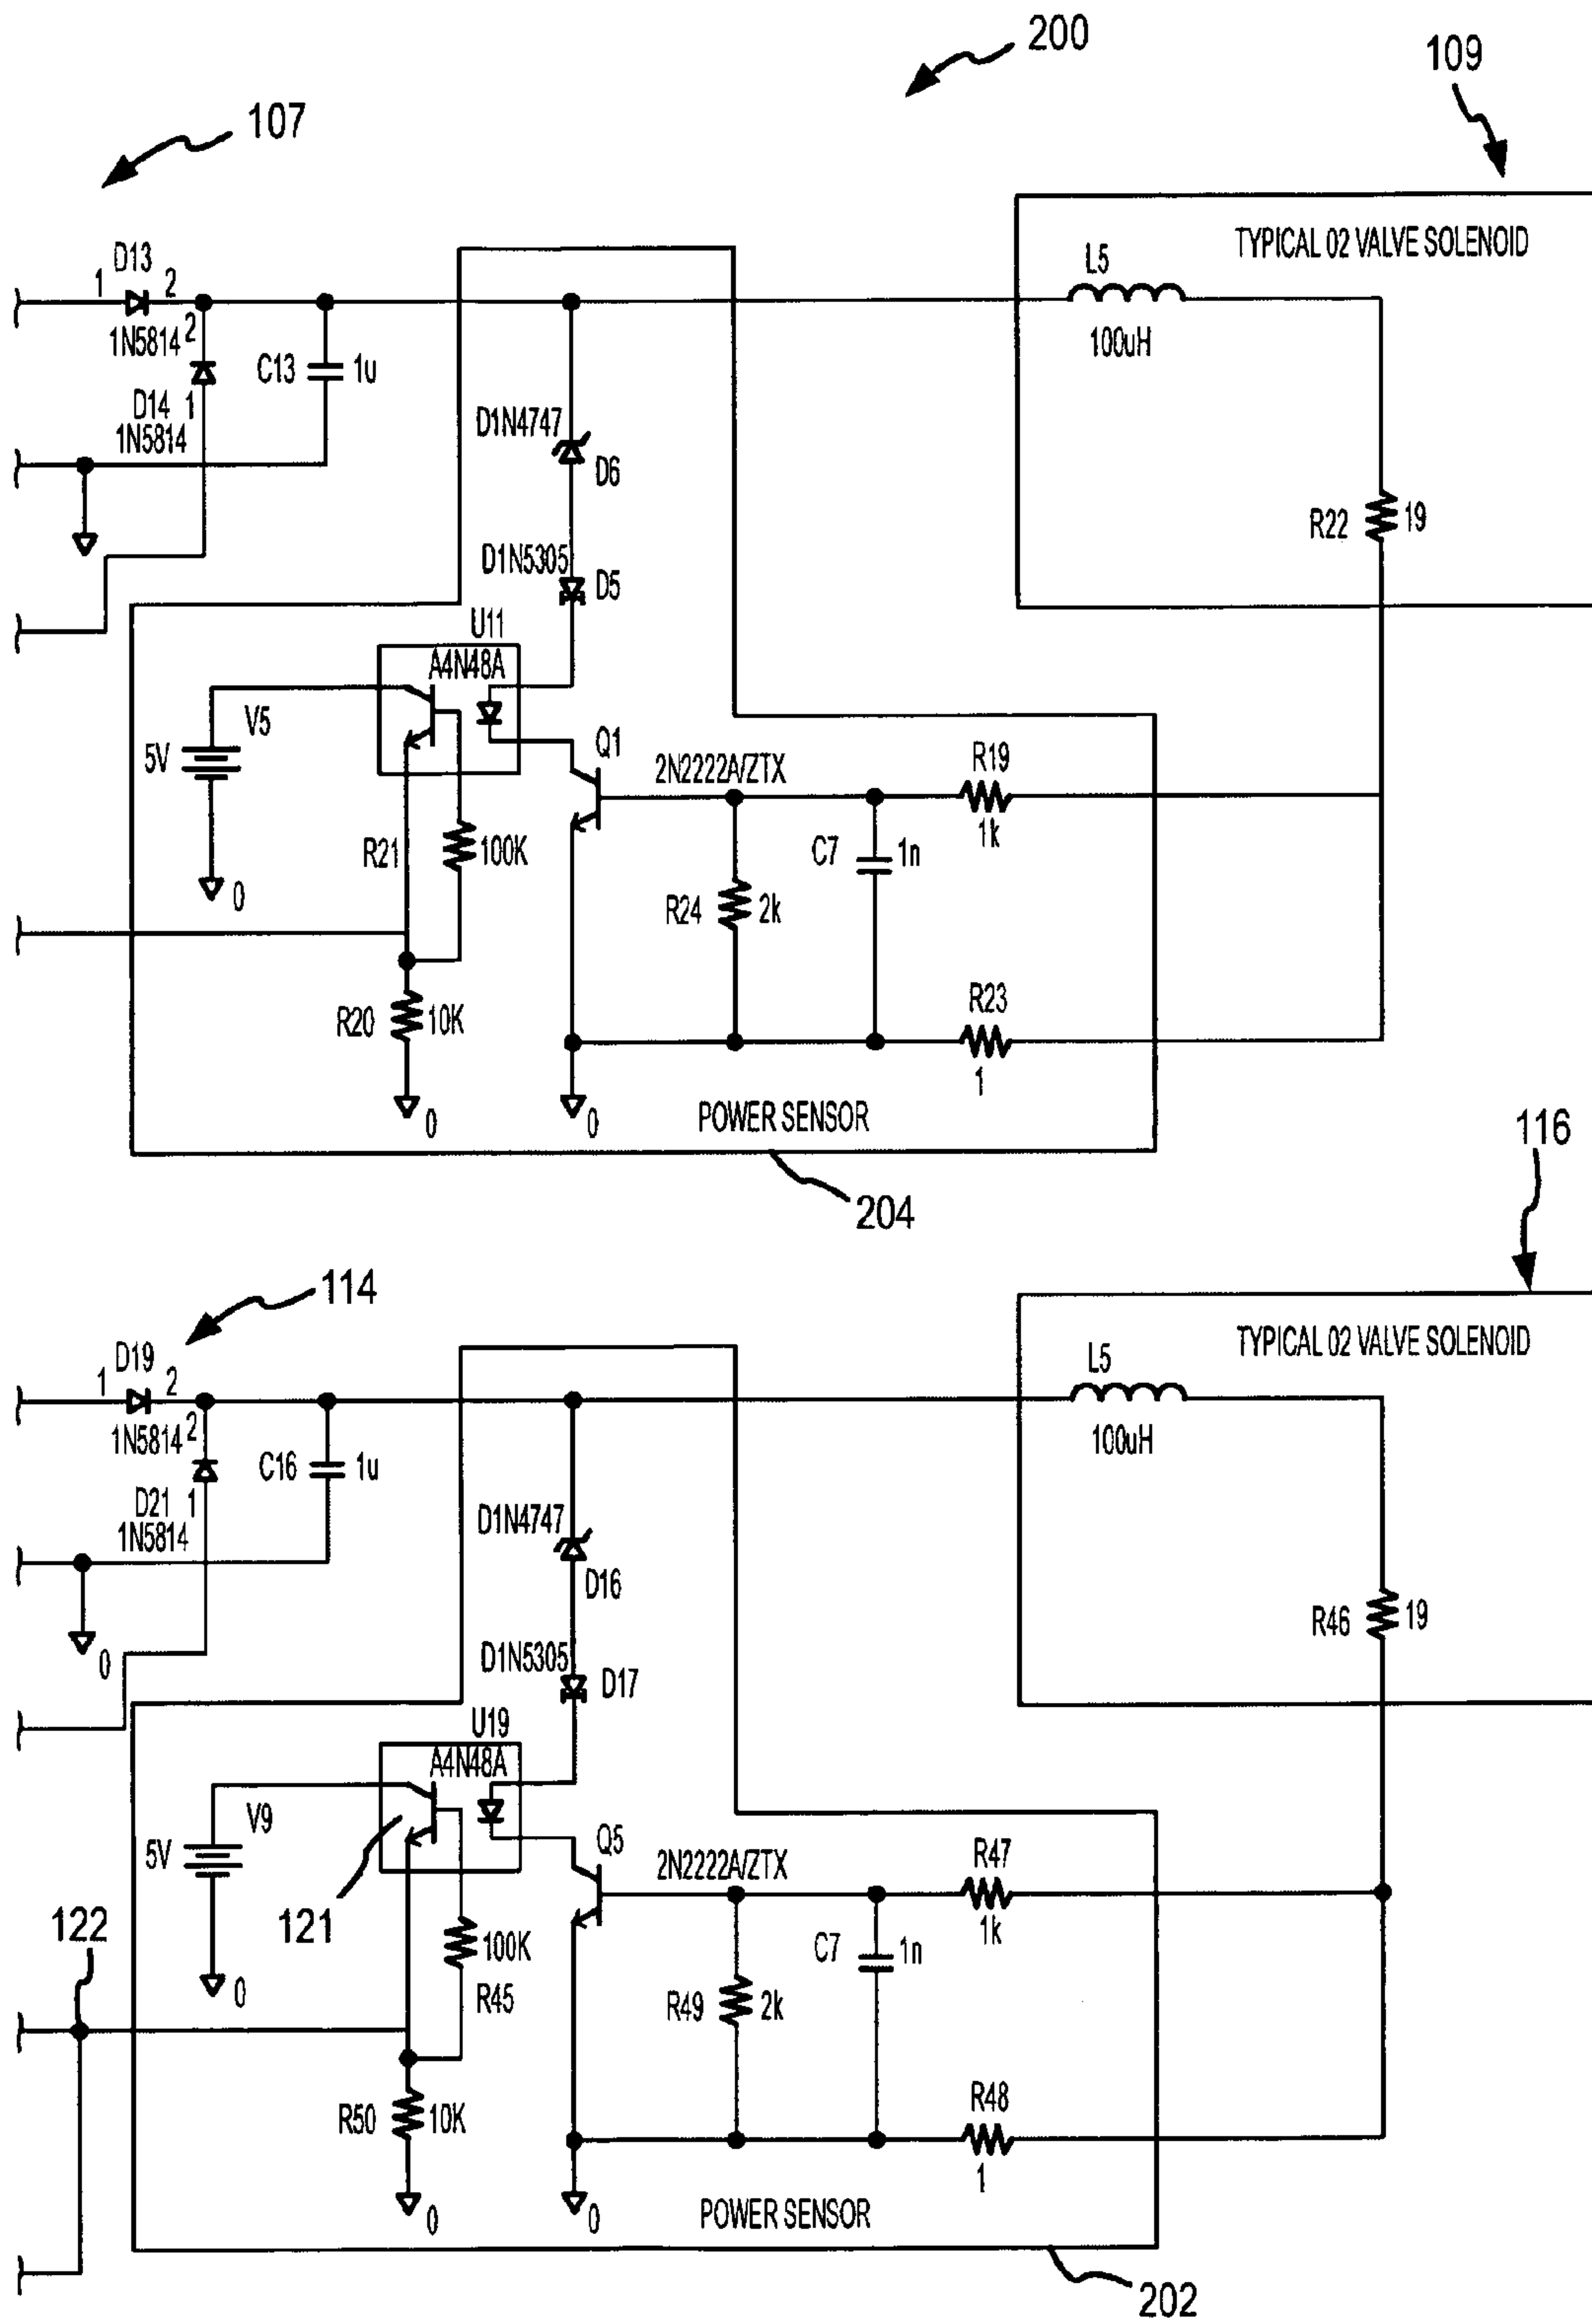 200
109
107
TYPICAL 02 VALVE SOLENOID
D13
1
2
L5
1N5814
2
100uH
C13
1u
D14
1
1N5814
D1N4747
D6
R22
19
D1N5305
D5
U11
A4N48A
V5
5V
Q1
2N2222A/ZTX
R19
1k
R21
100K
C7
1n
0
R24
2k
R20
10K
R23
1
0
0
POWER SENSOR
116
204
114
TYPICAL 02 VALVE SOLENOID
D19
1
2
L5
1N5814
2
100uH
C16
1u
D21
1
1N5814
D1N4747
D16
R46
19
0
D1N5305
D17
U19
A4N48A
V9
5V
Q5
2N2222A/ZTX
R47
1k
122
121
100K
C7
1n
0
R45
R49
2k
R50
10K
R48
1
0
0
POWER SENSOR
202